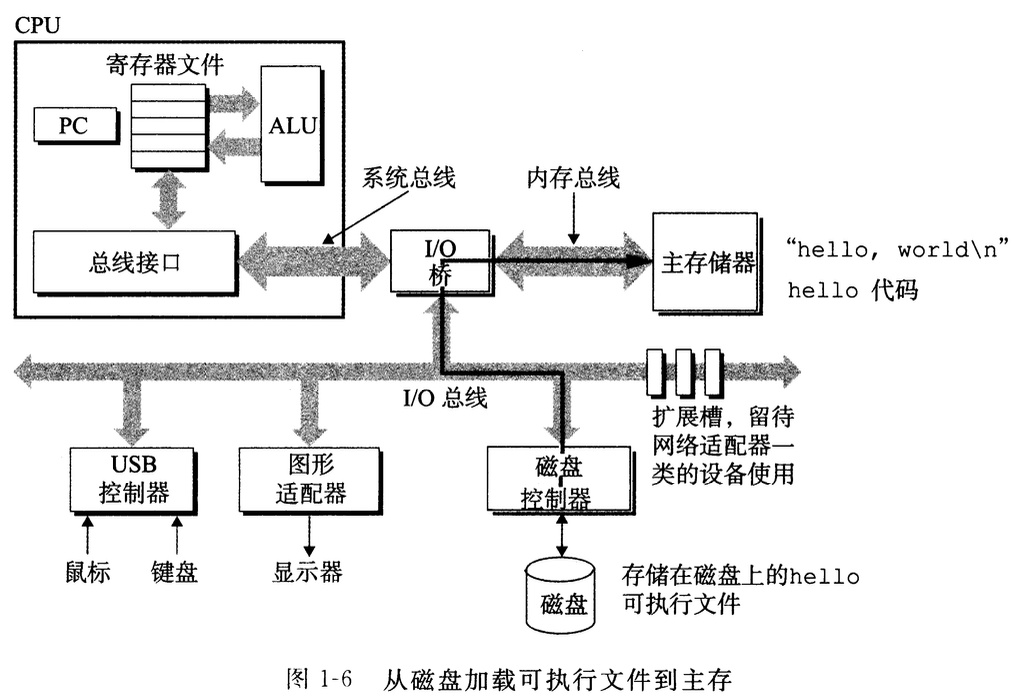 CPU
寄存器文件
PC
ALU
系统总线
内存总线
总线接口
I/O
桥
主存储器
“hello, world\n”
hello 代码
I/O 总线
扩展槽，留待
网络适配器一
类的设备使用
USB
控制器
图形
适配器
磁盘
控制器
鼠标
键盘
显示器
磁盘
存储在磁盘上的hello
可执行文件
图 1-6 从磁盘加载可执行文件到主存